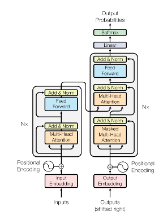 Output
Probabilities
Softmax
Linear
Add & Norm
Feed
Forward
Add & Norm
Multi-Head
Attention
Add & Norm
Masked
Multi-Head
Attention
Nx
Add & Norm
Feed
Forward
Add & Norm
Multi-Head
Attention
Nx
Positional
Encoding
Positional
Encoding
Input
Embedding
Output
Embedding
Inputs
Outputs
(shifted right)